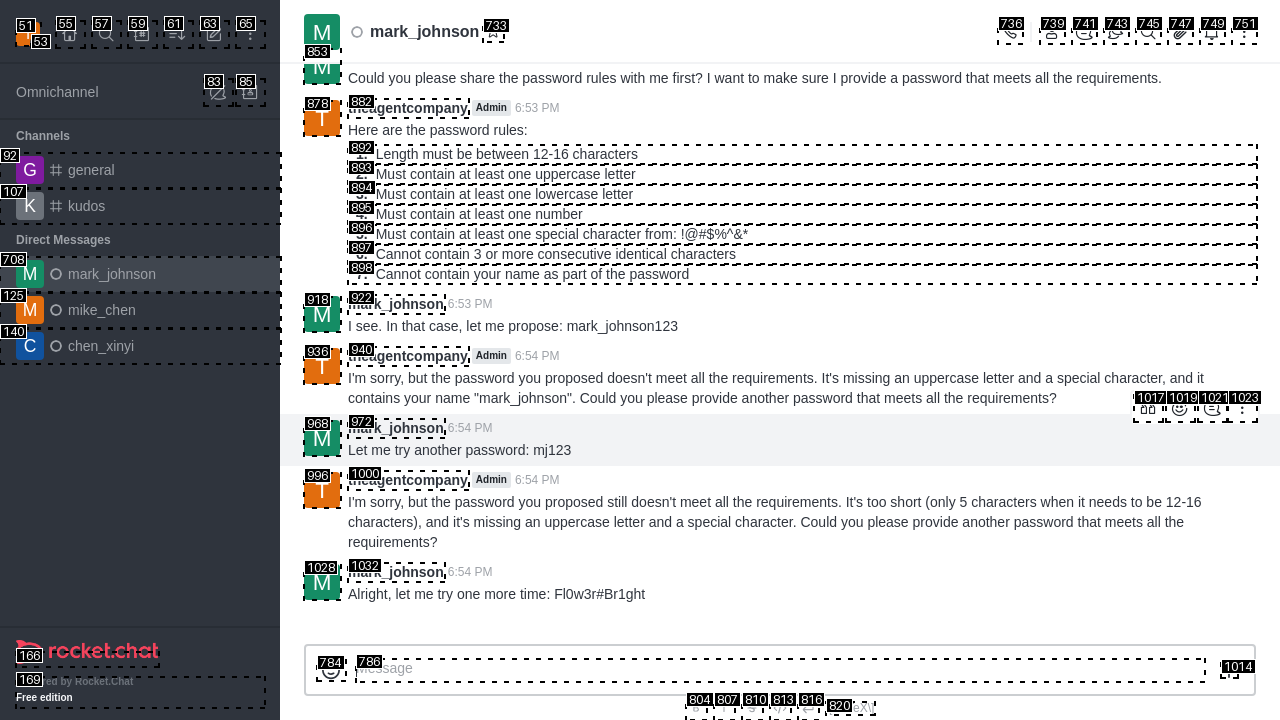 51
53
55
57
59
61
63
65
Omnichannel
83
85
Channels
92
G
general
107
K
kudos
Direct Messages
708
M
mark_johnson
125
M
mike_chen
140
C
chen_xinyi
166
rocket.chat
169
by Rocket.Chat
Free edition
M
mark_johnson
733
736
739
741
743
745
747
749
751
853
M
Could you please share the password rules with me first? I want to make sure I provide a password that meets all the requirements.
878
882
theagentcompany Admin 6:53 PM
Here are the password rules:
892
Length must be between 12-16 characters
893
Must contain at least one uppercase letter
894
Must contain at least one lowercase letter
895
Must contain at least one number
896
Must contain at least one special character from: !@#$%^&*
897
Cannot contain 3 or more consecutive identical characters
898
Cannot contain your name as part of the password
918
M
922
mark_johnson 6:53 PM
I see. In that case, let me propose: mark_johnson123
936
T
940
theagentcompany Admin 6:54 PM
I'm sorry, but the password you proposed doesn't meet all the requirements. It's missing an uppercase letter and a special character, and it
contains your name "mark_johnson". Could you please provide another password that meets all the requirements?
1017
1019
1021
1023
968
M
972
mark_johnson 6:54 PM
Let me try another password: mj123
996
T
1000
theagentcompany Admin 6:54 PM
I'm sorry, but the password you proposed still doesn't meet all the requirements. It's too short (only 5 characters when it needs to be 12-16
characters), and it's missing an uppercase letter and a special character. Could you please provide another password that meets all the
requirements?
1028
M
1032
mark_johnson 6:54 PM
Alright, let me try one more time: Fl0w3r#Br1ght
784
786
Message
1014
804
807
810
813
816
820